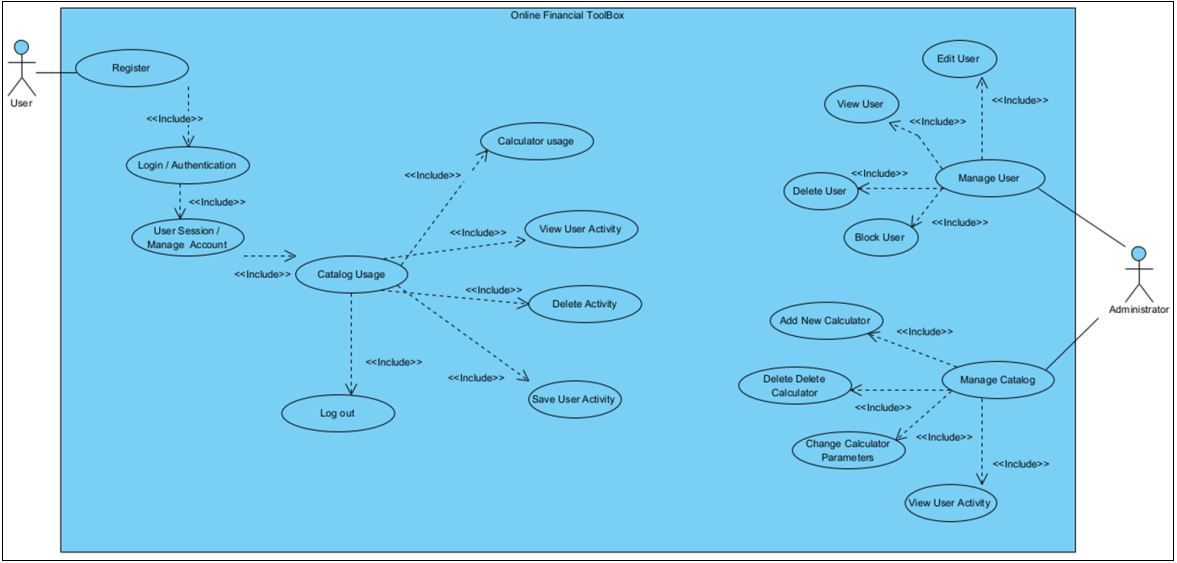 Online Financial ToolBox
User
Register
<<Include>>
Login / Authentication
<<Include>>
User Session /
Manage Account
<<Include>>
Catalog Usage
<<Include>>
Calculator usage
<<Include>>
View User Activity
<<Include>>
Delete Activity
<<Include>>
Save User Activity
<<Include>>
Log out
Edit User
<<Include>>
View User
<<Include>>
Manage User
<<Include>>
Delete User
<<Include>>
Block User
Administrator
Add New Calculator
<<Include>>
Manage Catalog
Delete Delete
Calculator
<<Include>>
Change Calculator
Parameters
<<Include>>
<<Include>>
View User Activity